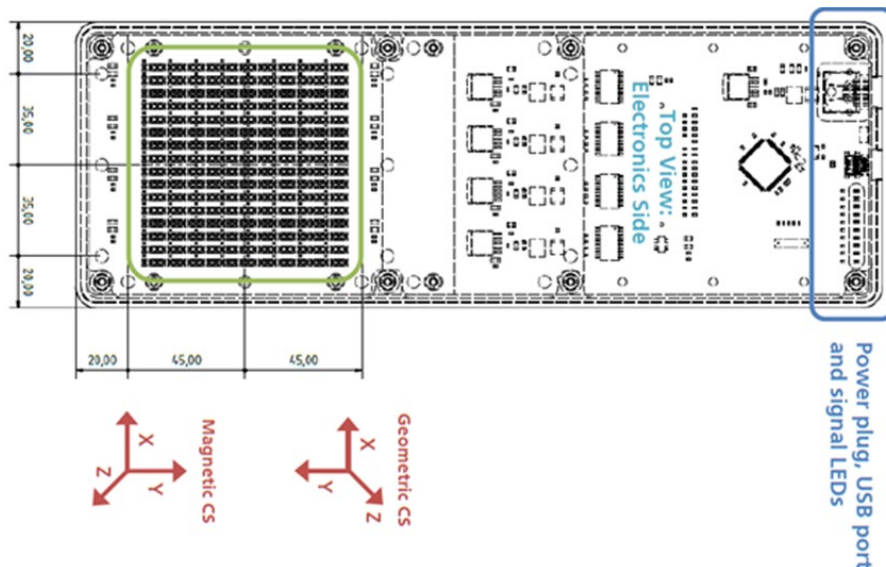 20,00
35,00
35,00
20,00
20,00
45,00
45,00
Top View:
Electronics Side
Power plug, USB port
and signal LEDs
X
Y
Z
Magnetic CS
X
Y
Z
Geometric CS